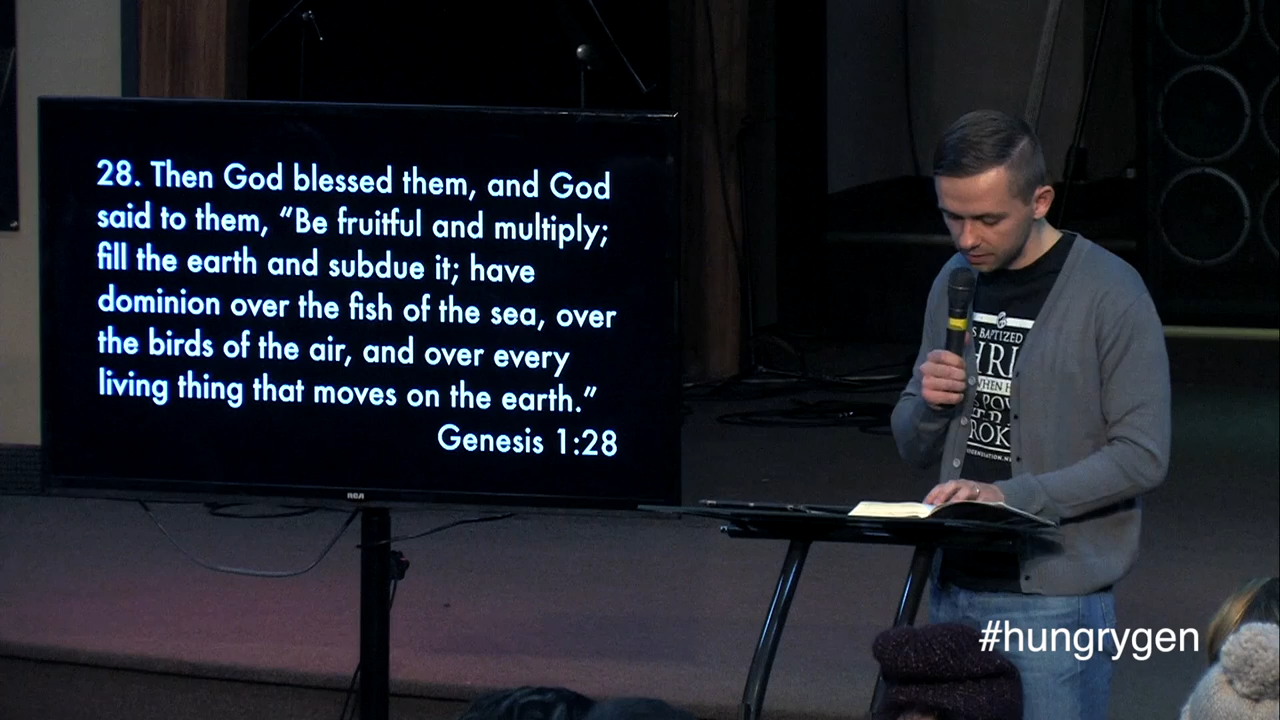 28. Then God blessed them, and God
said to them, “Be fruitful and multiply;
fill the earth and subdue it; have
dominion over the fish of the sea, over
the birds of the air, and over every
living thing that moves on the earth.”
Genesis 1:28
RCA
BAPTIZED
#hungrygen